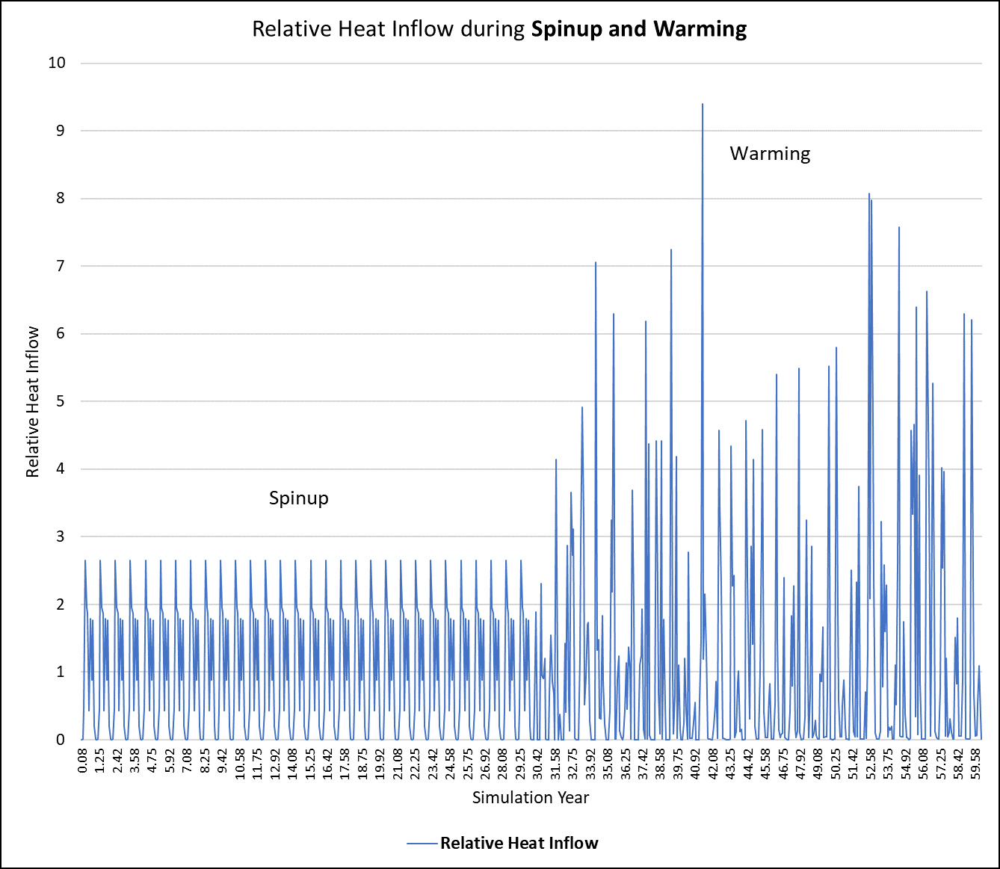 Relative Heat Inflow during Spinup and Warming
10
9
8
7
6
5
4
3
2
1
0
Relative Heat Inflow
Spinup
Warming
0.08 1.25 2.42 3.58 4.75 5.92 7.08 8.25 9.42 10.58 11.75 12.92 14.08 15.25 16.42 17.58 18.75 19.92 21.08 22.25 23.42 24.58 25.75 26.92 28.08 29.25 30.42 31.58 32.75 33.92 35.08 36.25 37.42 38.58 39.75 40.92 42.08 43.25 44.42 45.58 46.75 47.92 49.08 50.25 51.42 52.58 53.75 54.92 56.08 57.25 58.42 59.58
Simulation Year
Relative Heat Inflow